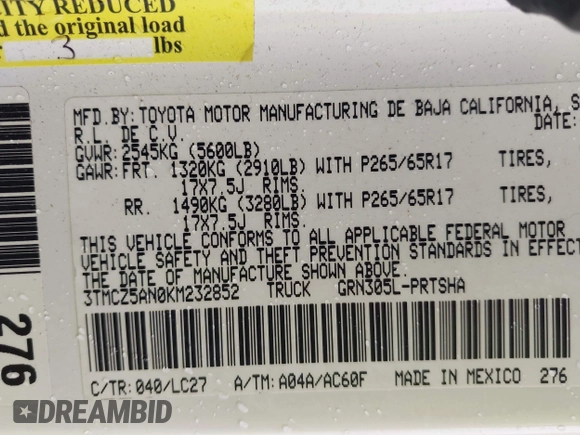 ITY REDUCED
d the original load
3 lbs
MFD.BY:TOYOTA MOTOR MANUFACTURING DE BAJA CALIFORNIA, S
R.L. DE C.V. DATE:
GVWR:2545KG (5600LB)
GAWR:FRT. 1320KG (2910LB) WITH P265/65R17 TIRES,
17X7.5J RIMS.
RR. 1490KG (3280LB) WITH P265/65R17 TIRES,
17X7.5J RIMS.
THIS VEHICLE CONFORMS TO ALL APPLICABLE FEDERAL MOTOR
VEHICLE SAFETY AND THEFT PREVENTION STANDARDS IN EFFECT
THE DATE OF MANUFACTURE SHOWN ABOVE.
3TMCZ5AN0KM232852 TRUCK GRN305L-PRTSHA
C/TR:040/LC27 A/TM:A04A/AC60F MADE IN MEXICO 276
276
DREAMBID